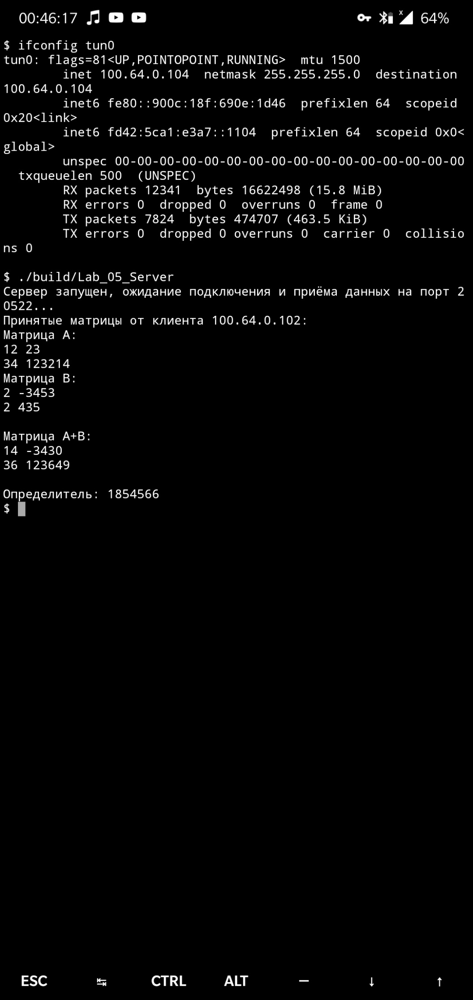 00:46:17 64%
$ ifconfig tun0
tun0: flags=81<UP,POINTOPOINT,RUNNING>  mtu 1500
        inet 100.64.0.104  netmask 255.255.255.0  destination
100.64.0.104
        inet6 fe80::900c:18f:690e:1d46  prefixlen 64  scopeid
0x20<link>
        inet6 fd42:5ca1:e3a7::1104  prefixlen 64  scopeid 0x0<
global>
        unspec 00-00-00-00-00-00-00-00-00-00-00-00-00-00-00-00
  txqueuelen 500  (UNSPEC)
        RX packets 12341  bytes 16622498 (15.8 MiB)
        RX errors 0  dropped 0  overruns 0  frame 0
        TX packets 7824  bytes 474707 (463.5 KiB)
        TX errors 0  dropped 0 overruns 0  carrier 0  collisio
ns 0
$ ./build/Lab_05_Server
Сервер запущен, ожидание подключения и приёма данных на порт 2
0522...
Принятые матрицы от клиента 100.64.0.102:
Матрица A:
12 23
34 123214
Матрица B:
2 -3453
2 435
Матрица A+B:
14 -3430
36 123649
Определитель: 1854566
$
ESC ↹ CTRL ALT — ↓ ↑